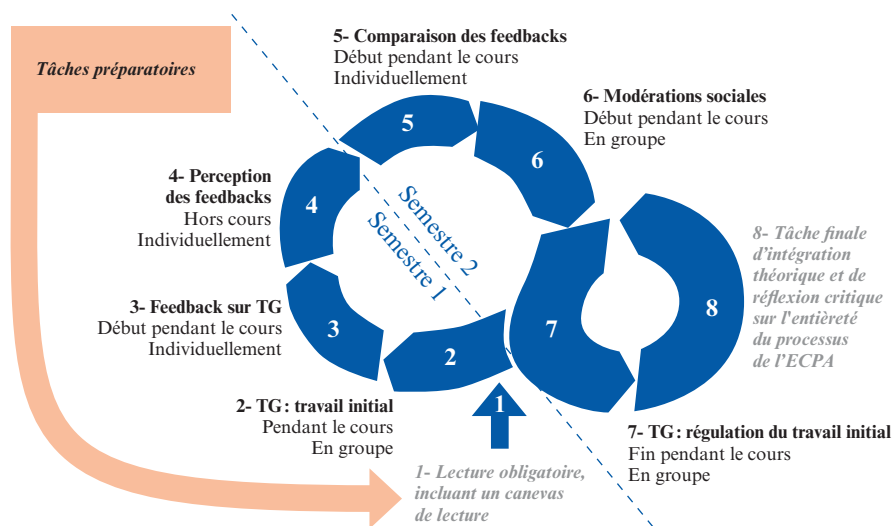 Tâches préparatoires
5- Comparaison des feedbacks
Début pendant le cours
Individuellement
6- Modérations sociales
Début pendant le cours
En groupe
4- Perception
des feedbacks
Hors cours
Individuellement
3- Feedback sur TG
Début pendant le cours
Individuellement
2- TG : travail initial
Pendant le cours
En groupe
1- Lecture obligatoire,
incluant un canevas
de lecture
7- TG : régulation du travail initial
Fin pendant le cours
En groupe
8- Tâche finale
d'intégration
théorique et de
réflexion critique
sur l'entièreté
du processus
de l'ECPA
Semestre 2
Semestre 1
5
6
4
3
2
1
7
8